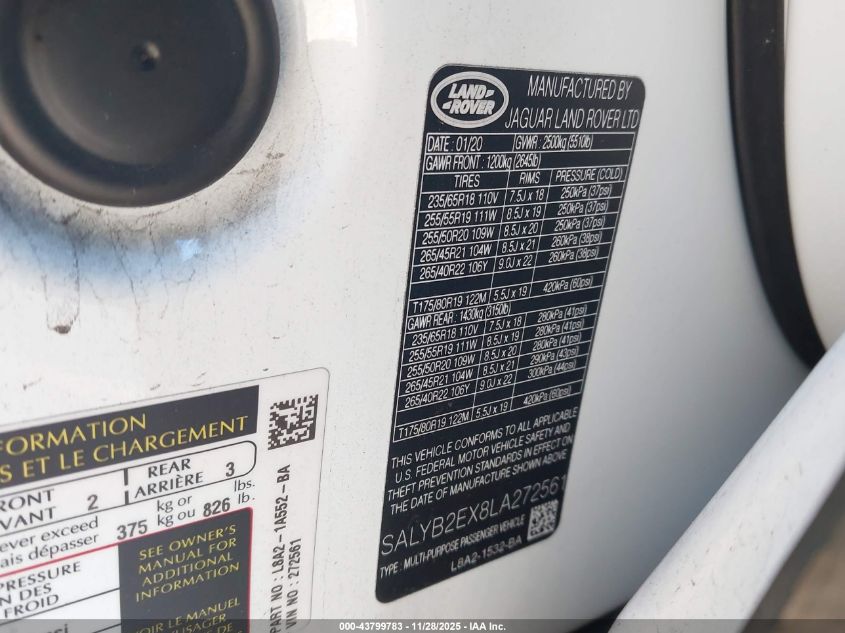 LAND
ROVER
MANUFACTURED BY
JAGUAR LAND ROVER LTD
DATE : 01/20 GVWR : 2500kg (5510lb)
GAWR FRONT : 1200kg (2645lb)
TIRES RIMS PRESSURE (COLD)
235/65R18 110V 7.5J x 18 250kPa (37psi)
255/55R19 111W 8.5J x 19 250kPa (37psi)
255/50R20 109W 8.5J x 20 250kPa (37psi)
265/45R21 104W 8.5J x 21 260kPa (38psi)
265/40R22 106Y 9.0J x 22 260kPa (38psi)
T175/80R19 122M 5.5J x 19 420kPa (60psi)
GAWR REAR : 1430kg (3150lb)
235/65R18 110V 7.5J x 18 280kPa (41psi)
255/55R19 111W 8.5J x 19 280kPa (41psi)
255/50R20 109W 8.5J x 20 280kPa (41psi)
265/45R21 104W 8.5J x 21 290kPa (43psi)
265/40R22 106Y 9.0J x 22 300kPa (44psi)
T175/80R19 122M 5.5J x 19 420kPa (60psi)
THIS VEHICLE CONFORMS TO ALL APPLICABLE
U.S. FEDERAL MOTOR VEHICLE SAFETY AND
THEFT PREVENTION STANDARDS IN EFFECT ON
THE DATE OF MANUFACTURE SHOWN ABOVE
SALYB2EX8LA272561
TYPE : MULTI-PURPOSE PASSENGER VEHICLE
L8A2-1532-BA
FORMATION
S ET LE CHARGEMENT
RONT 2 REAR 3
VANT ARRIÈRE
ever exceed 375 kg or 826 lbs.
ais dépasser kg ou lb.
PRESSURE
ON DES
FROID
SEE OWNER'S
MANUAL FOR
ADDITIONAL
INFORMATION
VOIR LE MANUEL
PART NO : L8A2-1A552-BA
VIN NO : 272561
000-43799783 | 11/28/2025 - IAA Inc.